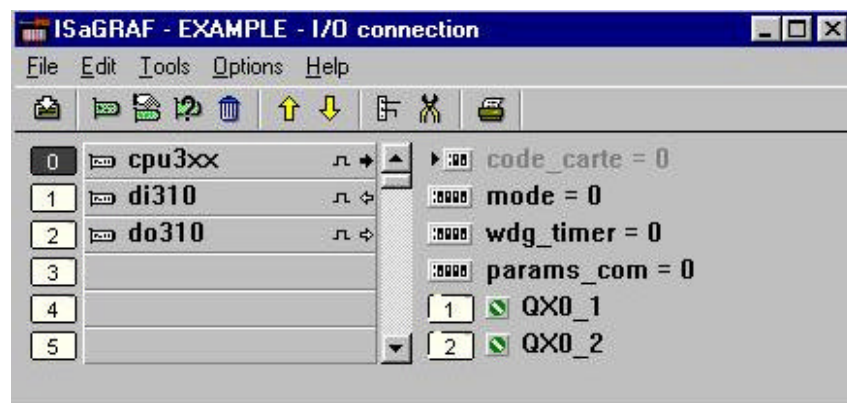 ISaGRAF - EXAMPLE - I/O connection
File Edit Tools Options Help
0 cpu3xx
1 di310
2 do310
3
4
5
code_carte = 0
mode = 0
wdg_timer = 0
params_com = 0
1 QX0_1
2 QX0_2